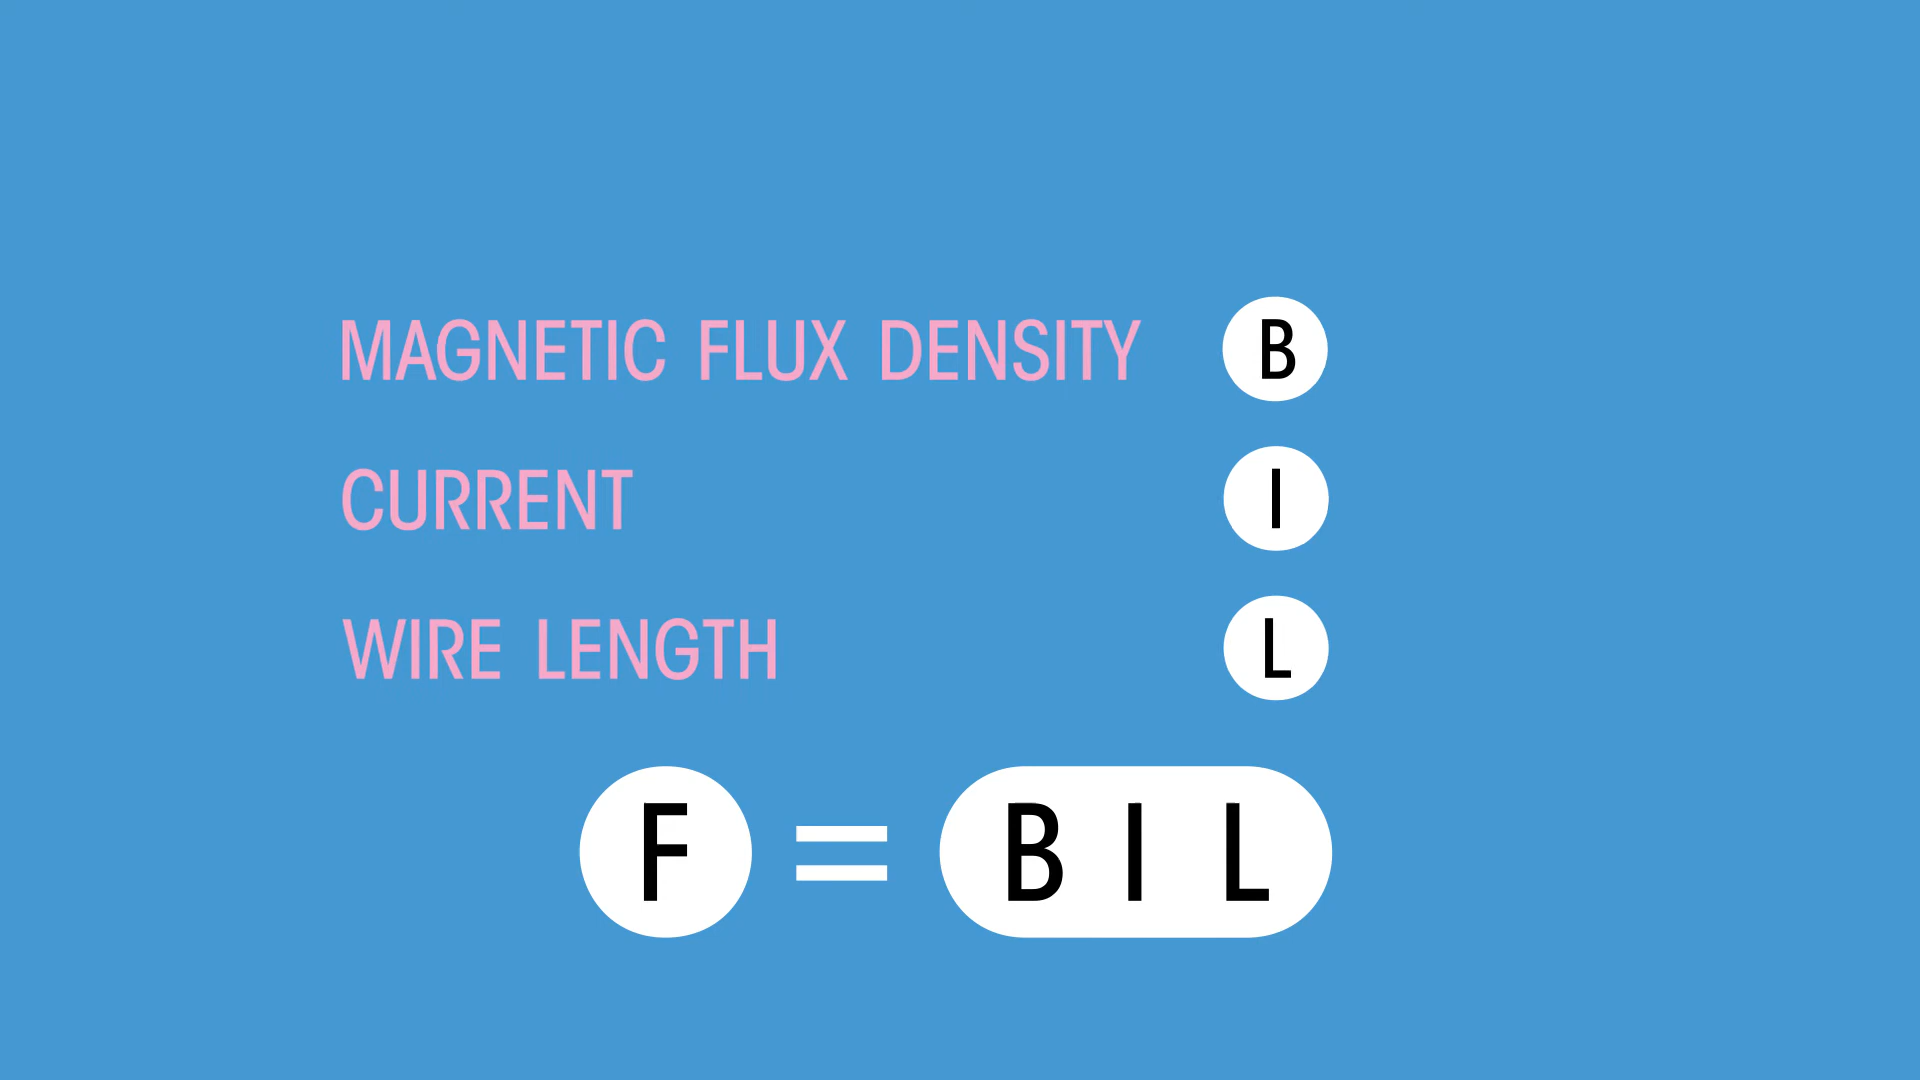 MAGNETIC FLUX DENSITY B
CURRENT I
WIRE LENGTH L
F = B I L